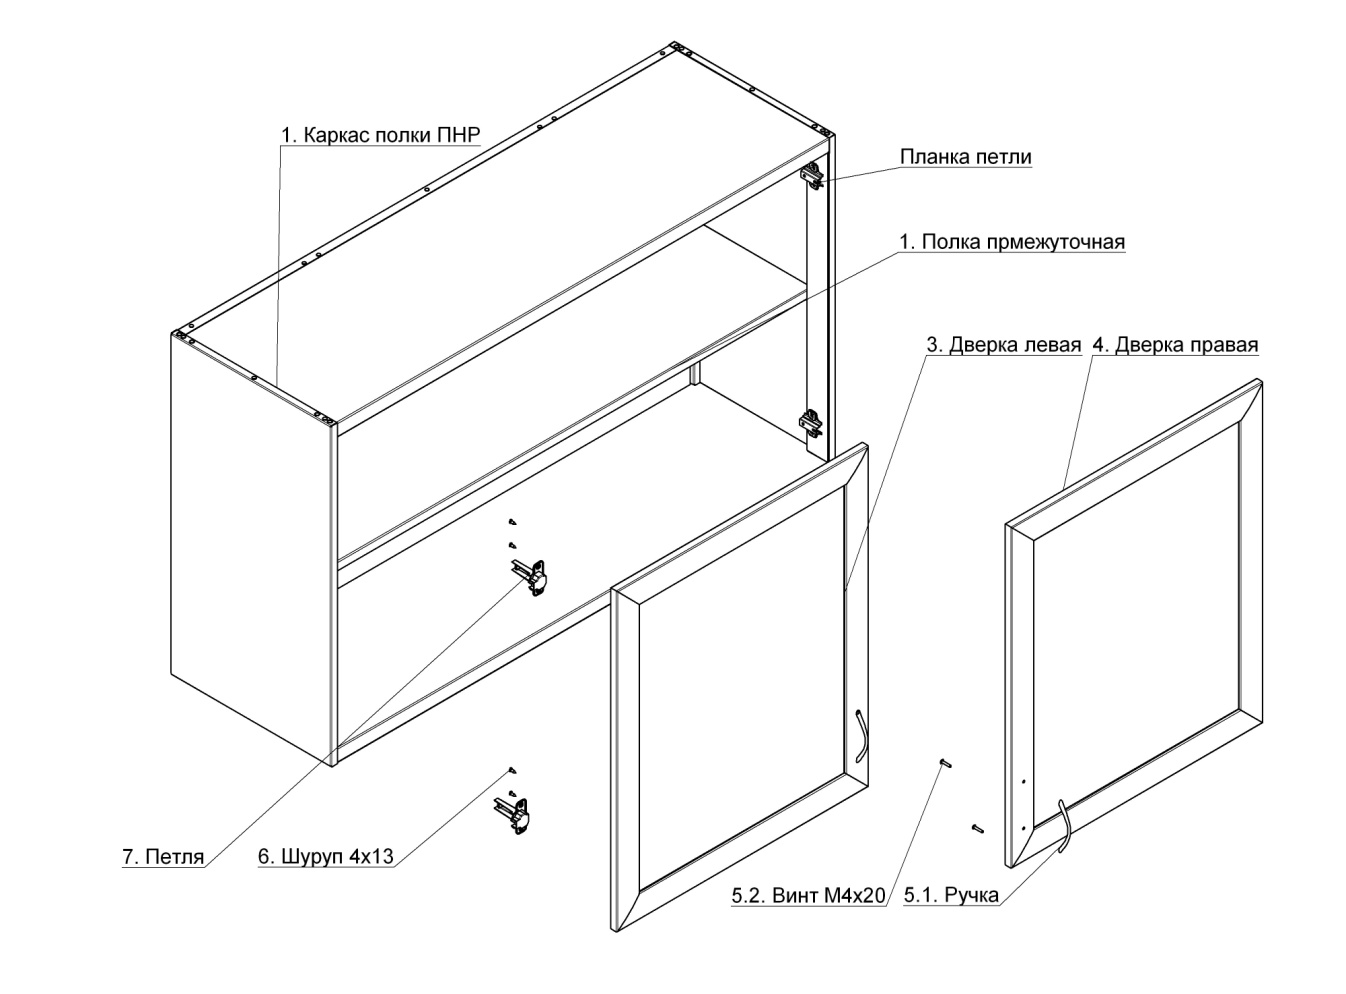 1. Каркас полки ПНР
Планка петли
1. Полка прмежуточная
3. Дверка левая
4. Дверка правая
7. Петля
6. Шуруп 4х13
5.2. Винт М4х20
5.1. Ручка